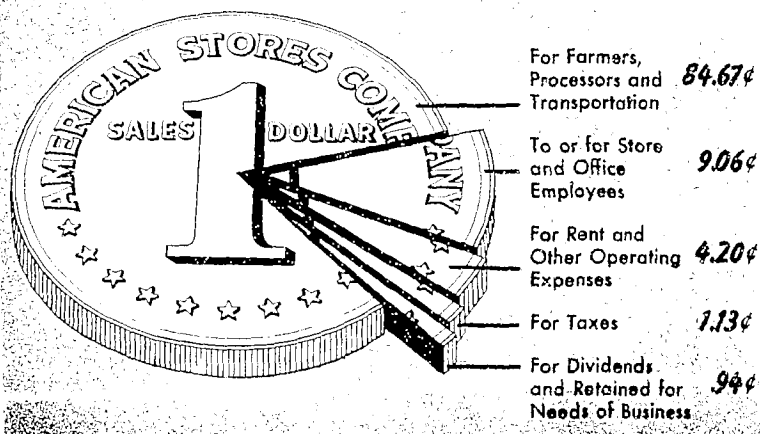 AMERICAN STORES COMPANY
1
SALES DOLLAR
For Farmers,
Processors and 84.67¢
Transportation
To or for Store
and Office 9.06¢
Employees
For Rent and
Other Operating 4.20¢
Expenses
For Taxes 1.13¢
For Dividends
and Retained for .94¢
Needs of Business